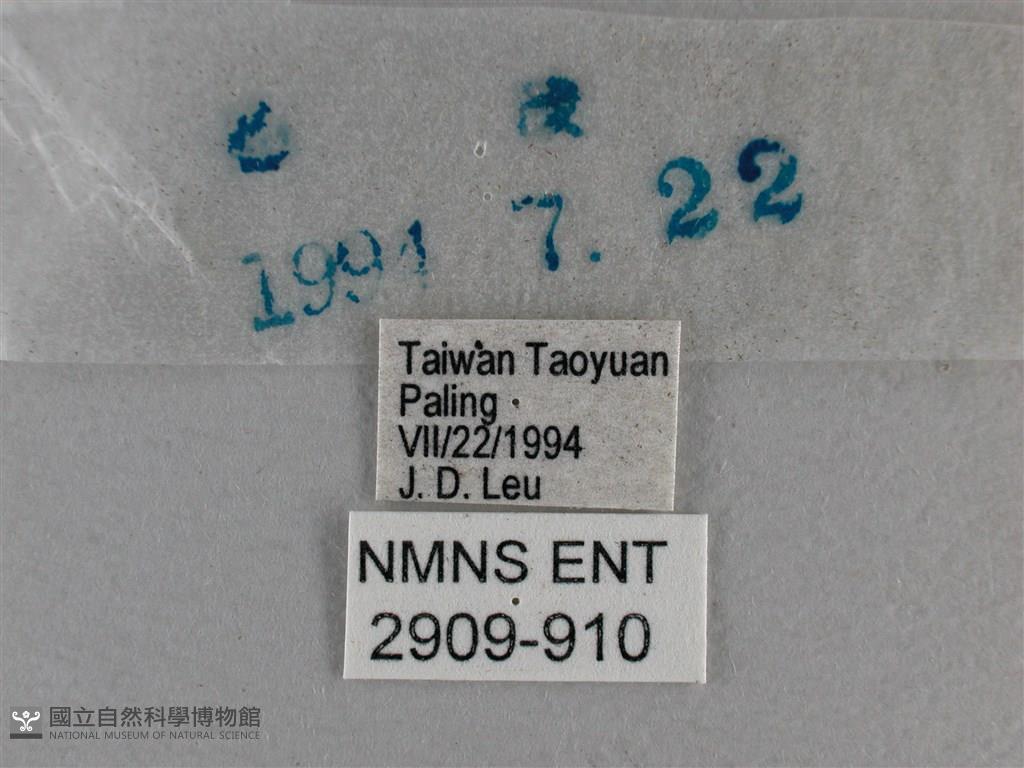 1994 7. 22
Taiwan Taoyuan
Paling
VII/22/1994
J. D. Leu
NMNS ENT
2909-910
國立自然科學博物館
NATIONAL MUSEUM OF NATURAL SCIENCE